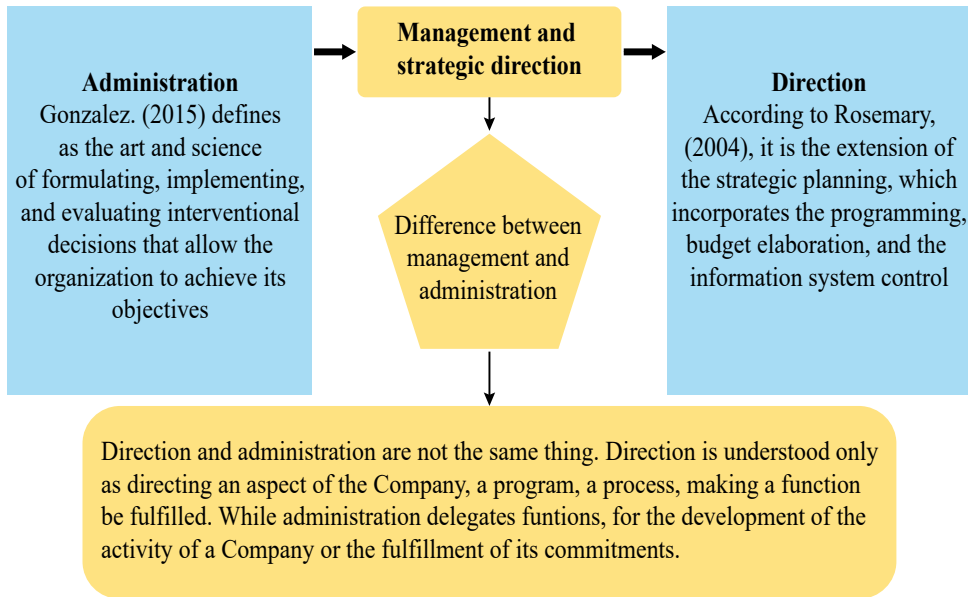 Administration
Gonzalez. (2015) defines
as the art and science
of formulating, implementing,
and evaluating interventional
decisions that allow the
organization to achieve its
objectives
Management and
strategic direction
Direction
According to Rosemary,
(2004), it is the extension of
the strategic planning, which
incorporates the programming,
budget elaboration, and the
information system control
Difference between
management and
administration
Direction and administration are not the same thing. Direction is understood only
as directing an aspect of the Company, a program, a process, making a function
be fulfilled. While administration delegates funtions, for the development of the
activity of a Company or the fulfillment of its commitments.